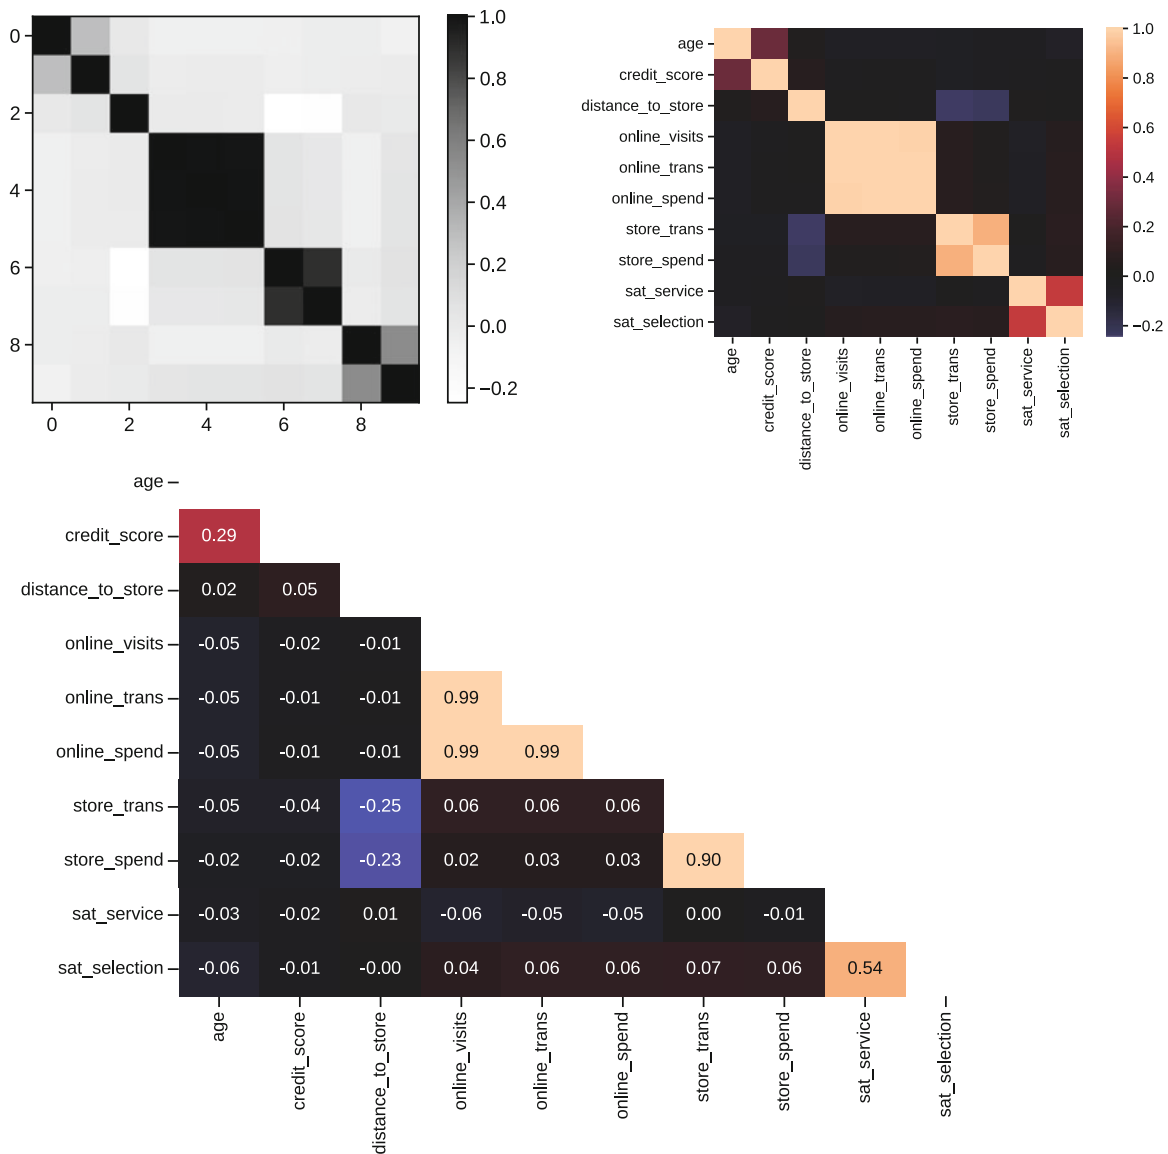 0
2
4
6
8
0 2 4 6 8
1.0
0.8
0.6
0.4
0.2
0.0
−0.2
age
credit_score
distance_to_store
online_visits
online_trans
online_spend
store_trans
store_spend
sat_service
sat_selection
age credit_score distance_to_store online_visits online_trans online_spend store_trans store_spend sat_service sat_selection
1.0
0.8
0.6
0.4
0.2
0.0
−0.2
age
credit_score 0.29
distance_to_store 0.02 0.05
online_visits -0.05 -0.02 -0.01
online_trans -0.05 -0.01 -0.01 0.99
online_spend -0.05 -0.01 -0.01 0.99 0.99
store_trans -0.05 -0.04 -0.25 0.06 0.06 0.06
store_spend -0.02 -0.02 -0.23 0.02 0.03 0.03 0.90
sat_service -0.03 -0.02 0.01 -0.06 -0.05 -0.05 0.00 -0.01
sat_selection -0.06 -0.01 -0.00 0.04 0.06 0.06 0.07 0.06 0.54
age credit_score distance_to_store online_visits online_trans online_spend store_trans store_spend sat_service sat_selection